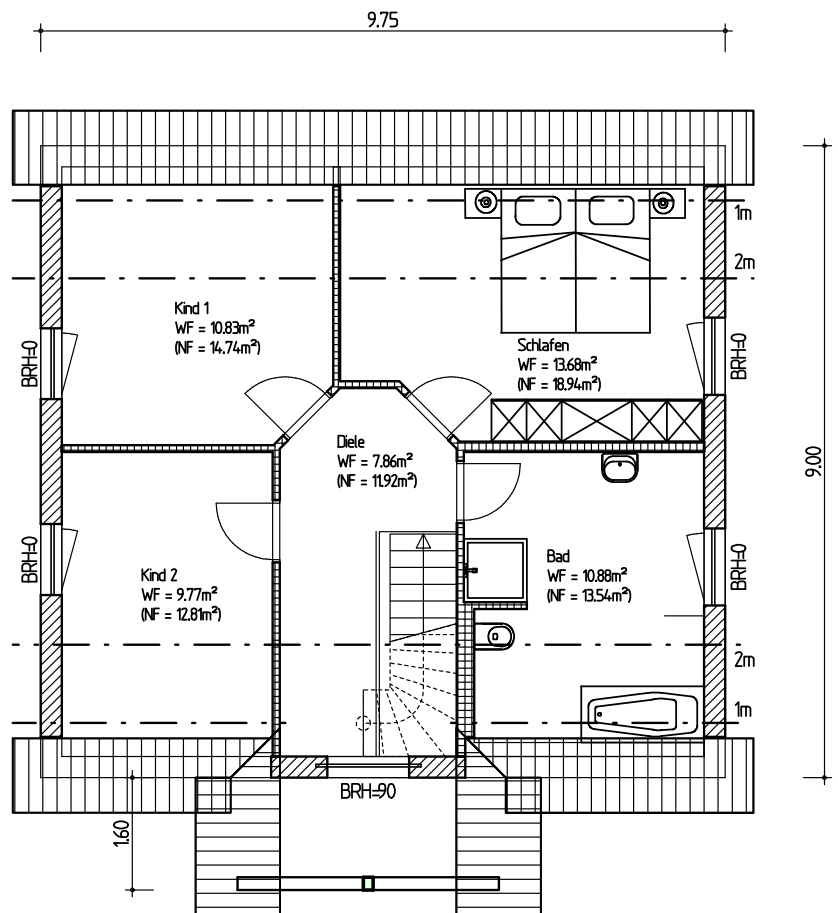 9.75
1m
2m
Kind 1
WF = 10.83m²
(NF = 14.74m²)
Schlafen
WF = 13.68m²
(NF = 18.94m²)
BRH=0
BRH=0
Diele
WF = 7.86m²
(NF = 11.92m²)
9.00
BRH=0
Kind 2
WF = 9.77m²
(NF = 12.81m²)
Bad
WF = 10.88m²
(NF = 13.54m²)
BRH=0
2m
1m
BRH=90
1.60